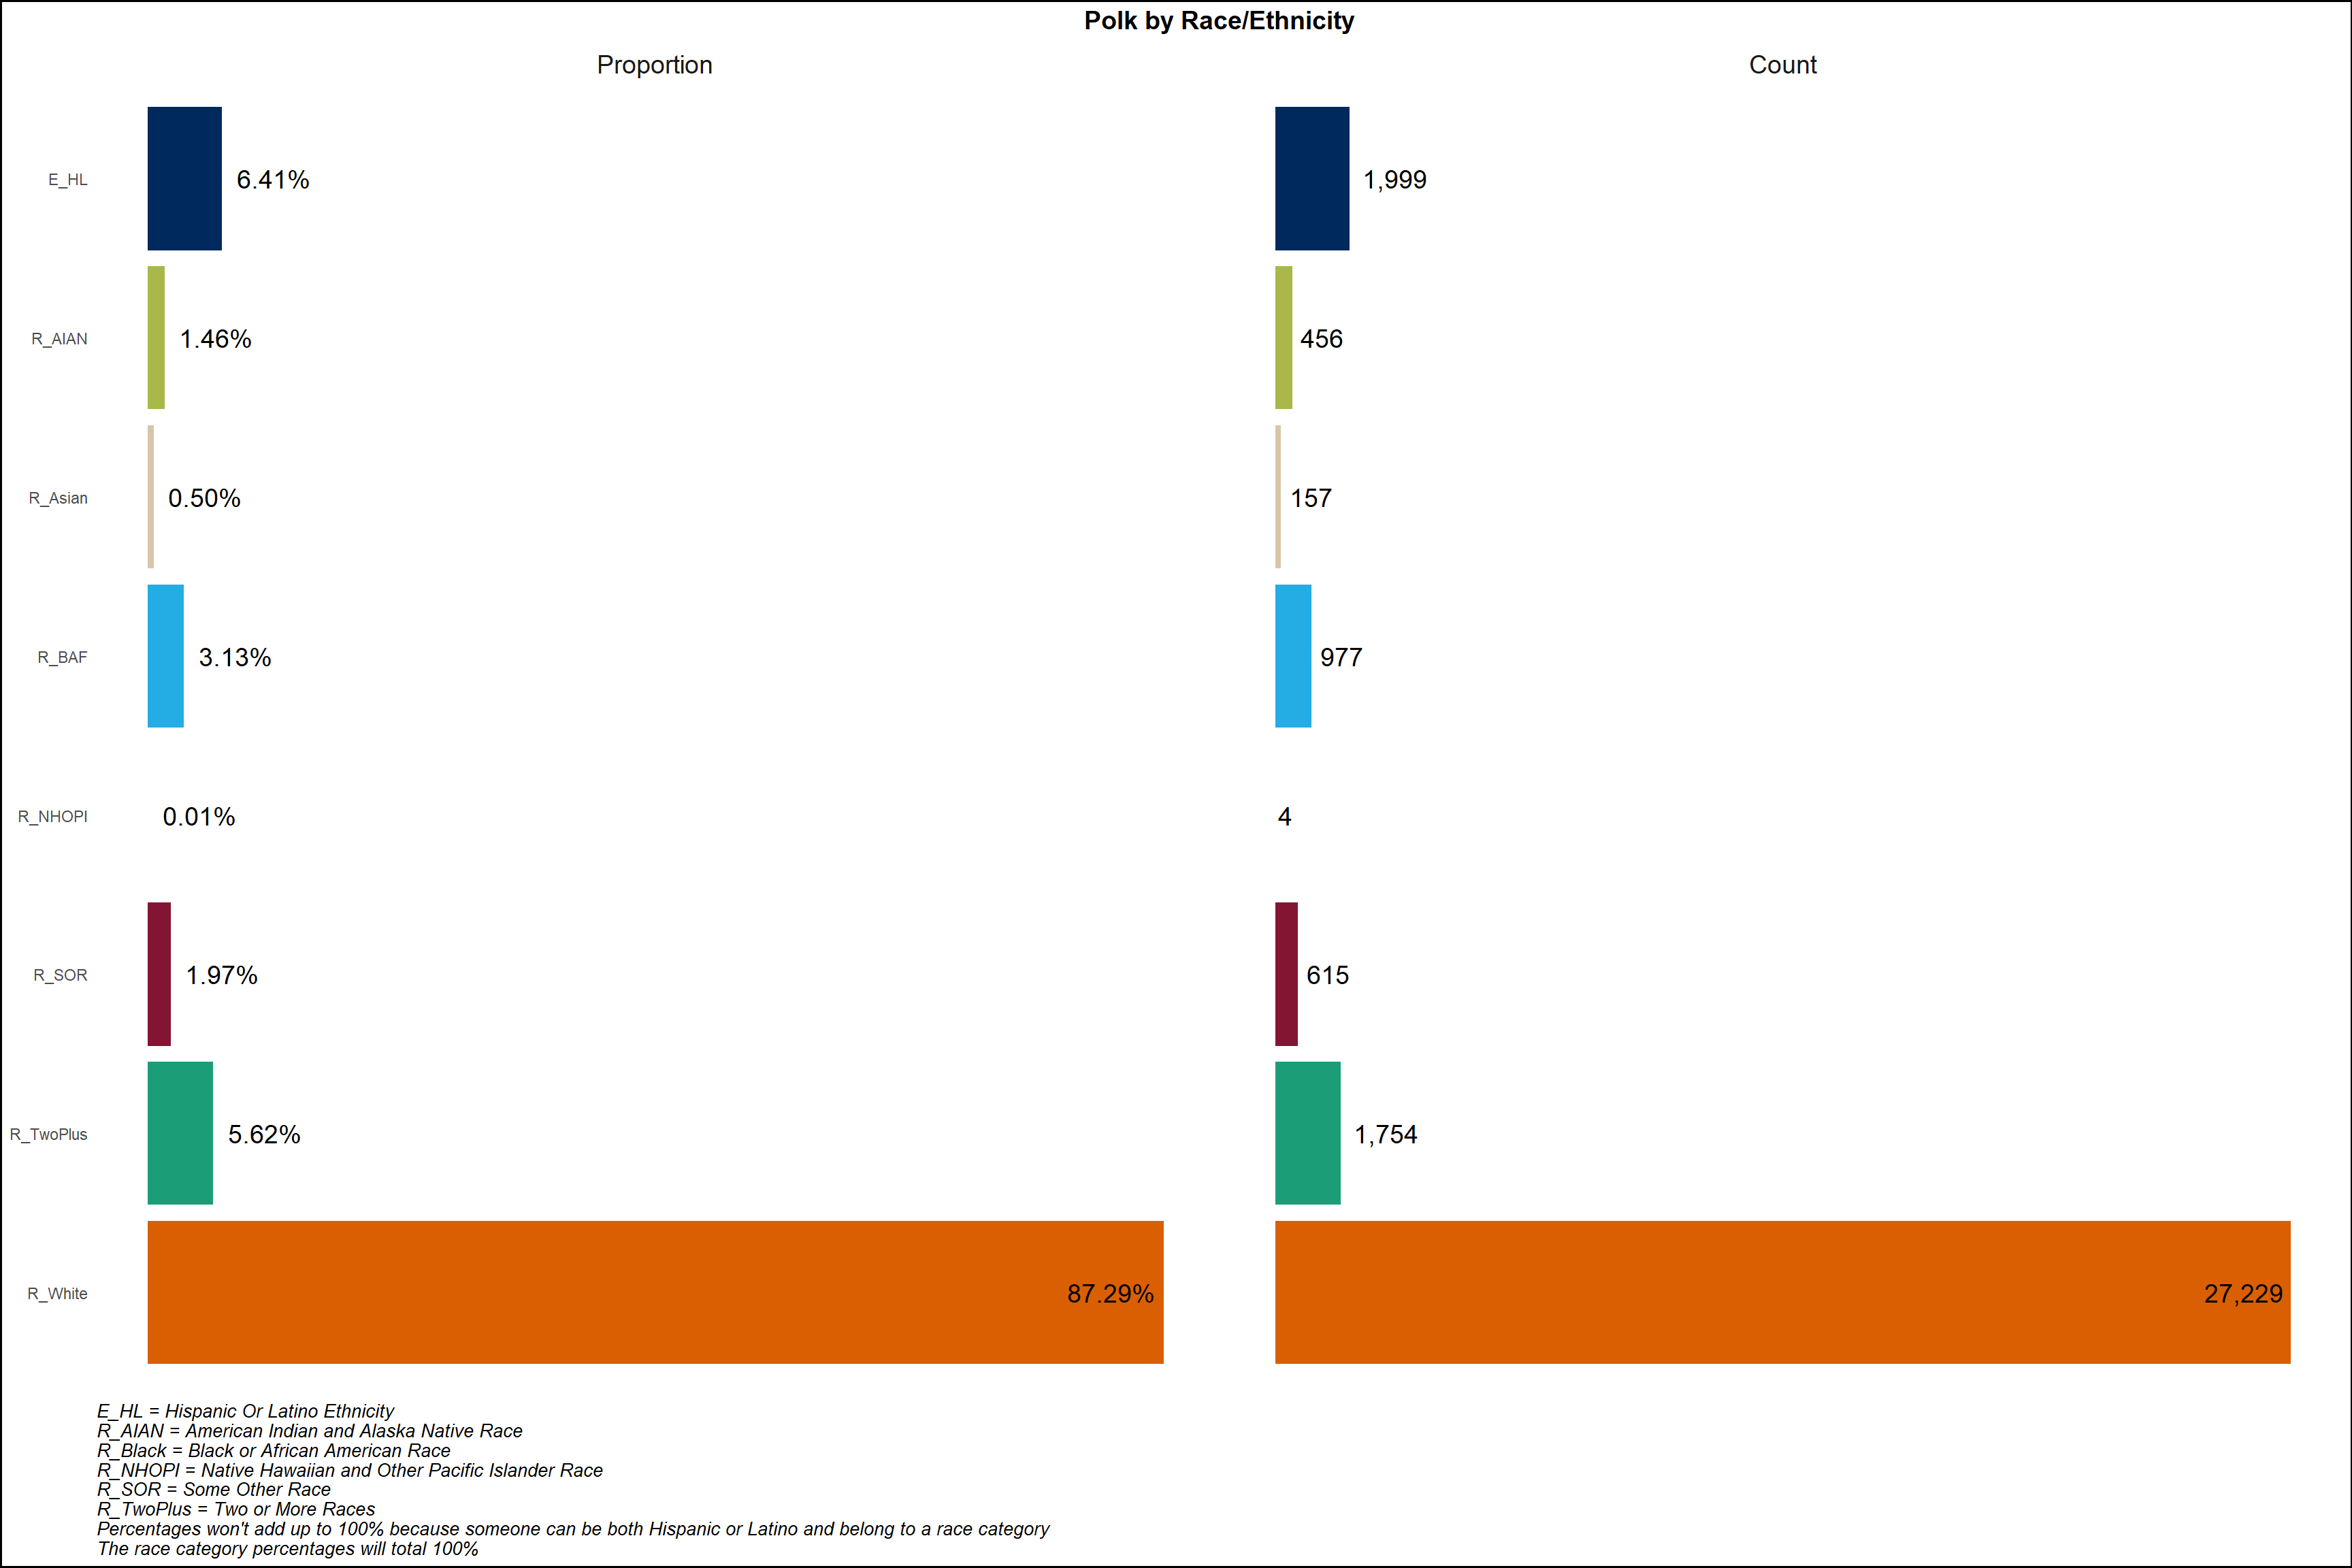 Polk by Race/Ethnicity
Proportion
Count
E_HL
6.41%
1,999
R_AIAN
1.46%
456
R_Asian
0.50%
157
R_BAF
3.13%
977
R_NHOPI
0.01%
4
R_SOR
1.97%
615
R_TwoPlus
5.62%
1,754
R_White
87.29%
27,229
E_HL = Hispanic Or Latino Ethnicity
R_AIAN = American Indian and Alaska Native Race
R_Black = Black or African American Race
R_NHOPI = Native Hawaiian and Other Pacific Islander Race
R_SOR = Some Other Race
R_TwoPlus = Two or More Races
Percentages won't add up to 100% because someone can be both Hispanic or Latino and belong to a race category
The race category percentages will total 100%